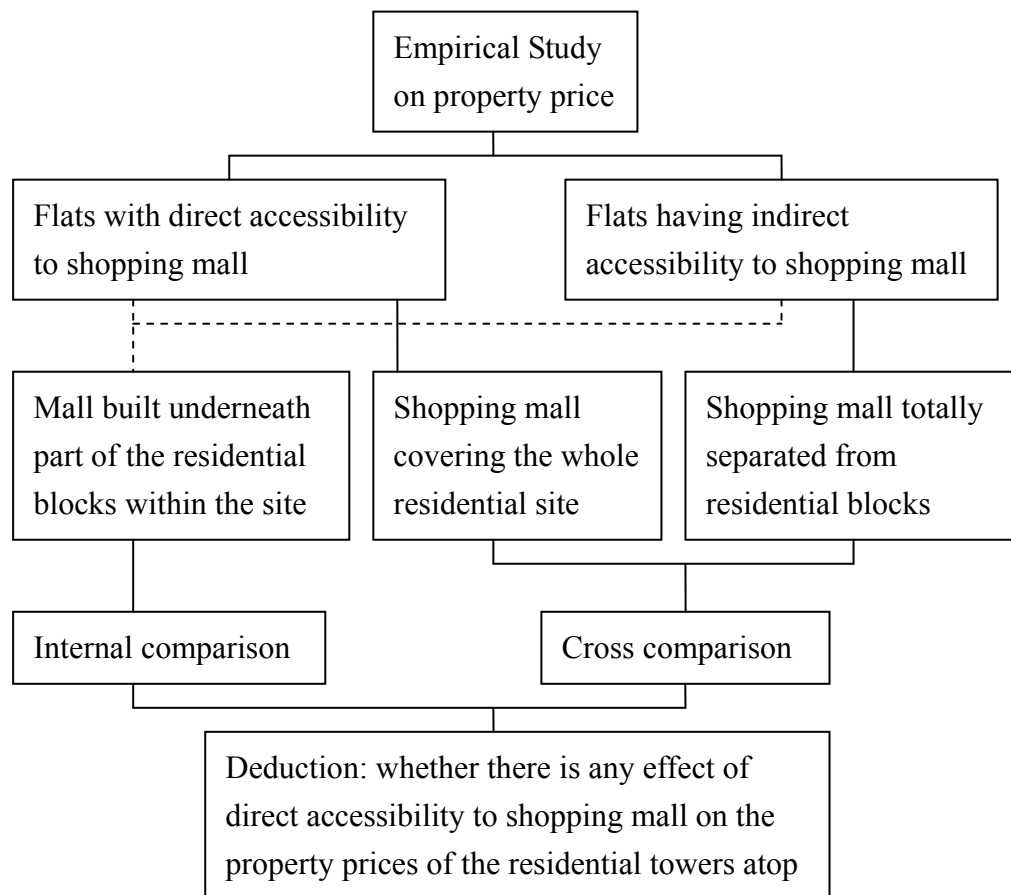 Empirical Study
on property price
Flats with direct accessibility
to shopping mall
Flats having indirect
accessibility to shopping mall
Mall built underneath
part of the residential
blocks within the site
Shopping mall
covering the whole
residential site
Shopping mall totally
separated from
residential blocks
Internal comparison
Cross comparison
Deduction: whether there is any effect of
direct accessibility to shopping mall on the
property prices of the residential towers atop